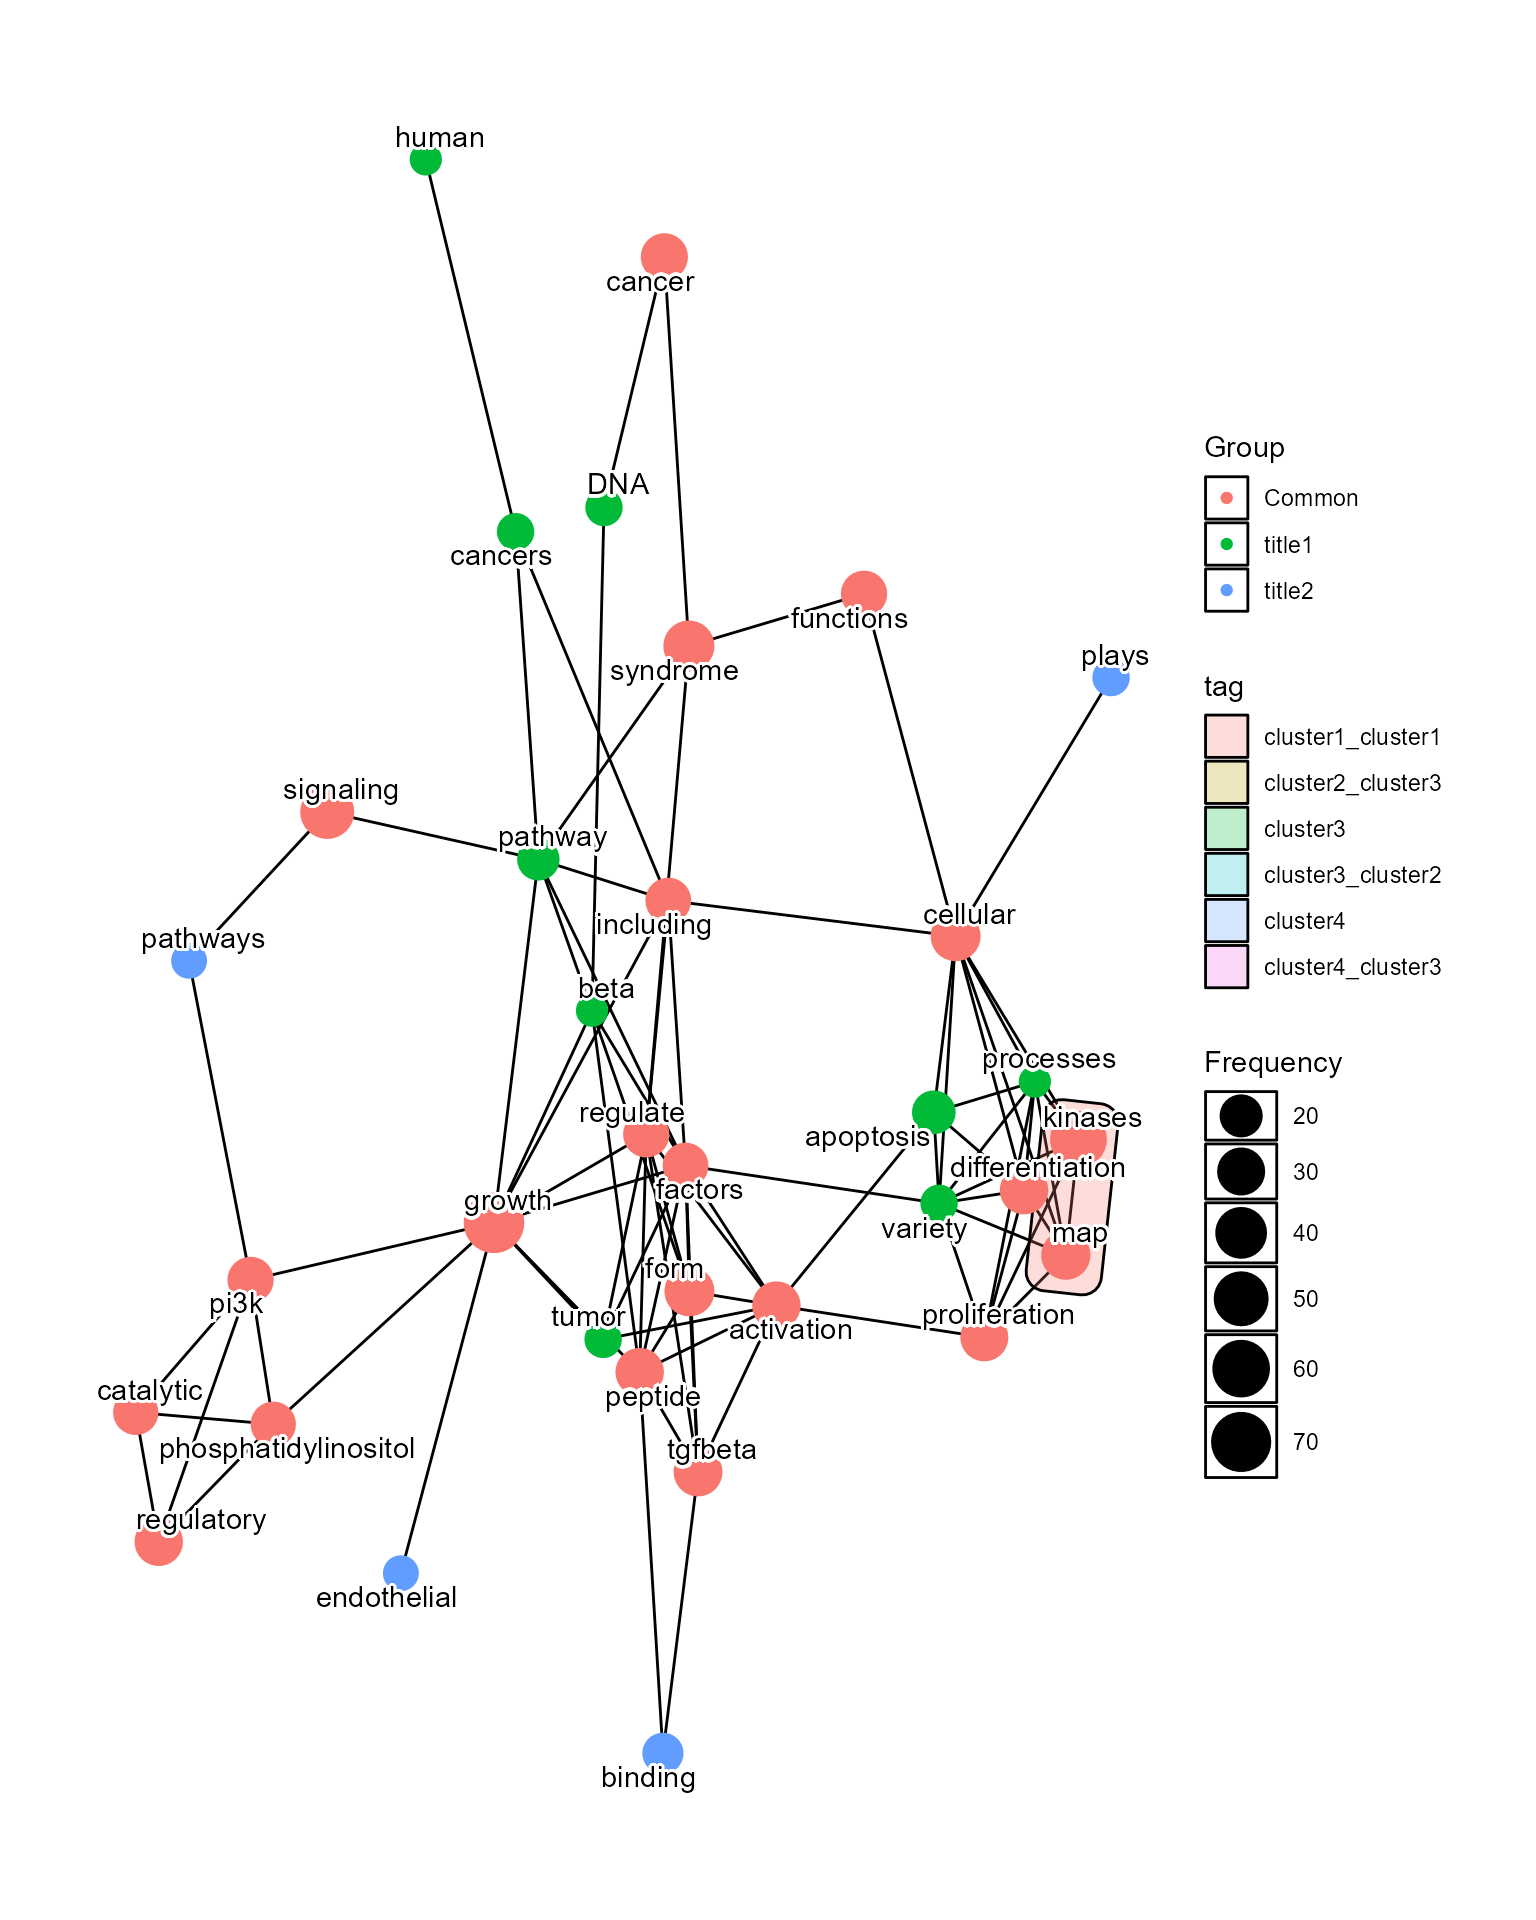 human
cancer
DNA
cancers
functions
syndrome
plays
signaling
pathway
including
cellular
pathways
beta
processes
regulate
kinases
apoptosis
differentiation
factors
growth
variety
map
form
pi3k
tumor
proliferation
activation
catalytic
peptide
phosphatidylinositol
tgfbeta
regulatory
endothelial
binding
Group
Common
title1
title2
tag
cluster1_cluster1
cluster2_cluster3
cluster3
cluster3_cluster2
cluster4
cluster4_cluster3
Frequency
20
30
40
50
60
70